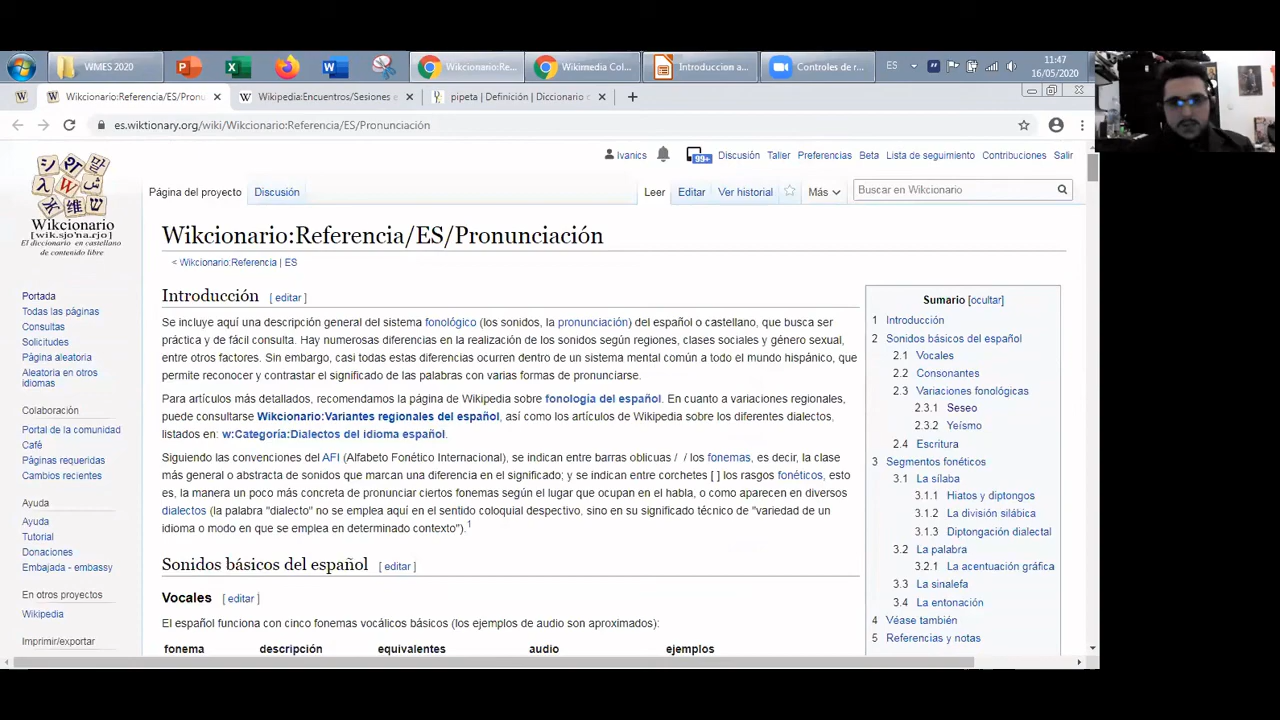 WMES 2020
Wikcionario:Re...
Wikimedia Col...
Introduccion a...
Controles de r...
ES
11:47
16/05/2020
Wikcionario:Referencia/ES/Pronu
Wikipedia:Encuentros/Sesiones e
pipeta | Definición | Diccionario d
es.wiktionary.org/wiki/Wikcionario:Referencia/ES/Pronunciación
Ivanics
99+
Discusión
Taller
Preferencias
Beta
Lista de seguimiento
Contribuciones
Salir
Wikcionario
[wik.sjo'na.rjo]
El diccionario en castellano
de contenido libre
Página del proyecto
Discusión
Leer
Editar
Ver historial
Más
Buscar en Wikcionario
Wikcionario:Referencia/ES/Pronunciación
< Wikcionario:Referencia | ES
Portada
Todas las páginas
Consultas
Solicitudes
Página aleatoria
Aleatoria en otros
idiomas
Colaboración
Portal de la comunidad
Café
Páginas requeridas
Cambios recientes
Ayuda
Ayuda
Tutorial
Donaciones
Embajada - embassy
En otros proyectos
Wikipedia
Imprimir/exportar
Introducción [ editar ]
Se incluye aquí una descripción general del sistema fonológico (los sonidos, la pronunciación) del español o castellano, que busca ser
práctica y de fácil consulta. Hay numerosas diferencias en la realización de los sonidos según regiones, clases sociales y género sexual,
entre otros factores. Sin embargo, casi todas estas diferencias ocurren dentro de un sistema mental común a todo el mundo hispánico, que
permite reconocer y contrastar el significado de las palabras con varias formas de pronunciarse.
Para artículos más detallados, recomendamos la página de Wikipedia sobre fonología del español. En cuanto a variaciones regionales,
puede consultarse Wikcionario:Variantes regionales del español, así como los artículos de Wikipedia sobre los diferentes dialectos,
listados en: w:Categoría:Dialectos del idioma español.
Siguiendo las convenciones del AFI (Alfabeto Fonético Internacional), se indican entre barras oblicuas / / los fonemas, es decir, la clase
más general o abstracta de sonidos que marcan una diferencia en el significado; y se indican entre corchetes [ ] los rasgos fonéticos, esto
es, la manera un poco más concreta de pronunciar ciertos fonemas según el lugar que ocupan en el habla, o como aparecen en diversos
dialectos (la palabra "dialecto" no se emplea aquí en el sentido coloquial despectivo, sino en su significado técnico de "variedad de un
idioma o modo en que se emplea en determinado contexto").1
Sonidos básicos del español [ editar ]
Vocales [ editar ]
El español funciona con cinco fonemas vocálicos básicos (los ejemplos de audio son aproximados):
fonema descripción equivalentes audio ejemplos
Sumario [ocultar]
1 Introducción
2 Sonidos básicos del español
2.1 Vocales
2.2 Consonantes
2.3 Variaciones fonológicas
2.3.1 Seseo
2.3.2 Yeísmo
2.4 Escritura
3 Segmentos fonéticos
3.1 La sílaba
3.1.1 Hiatos y diptongos
3.1.2 La división silábica
3.1.3 Diptongación dialectal
3.2 La palabra
3.2.1 La acentuación gráfica
3.3 La sinalefa
3.4 La entonación
4 Véase también
5 Referencias y notas